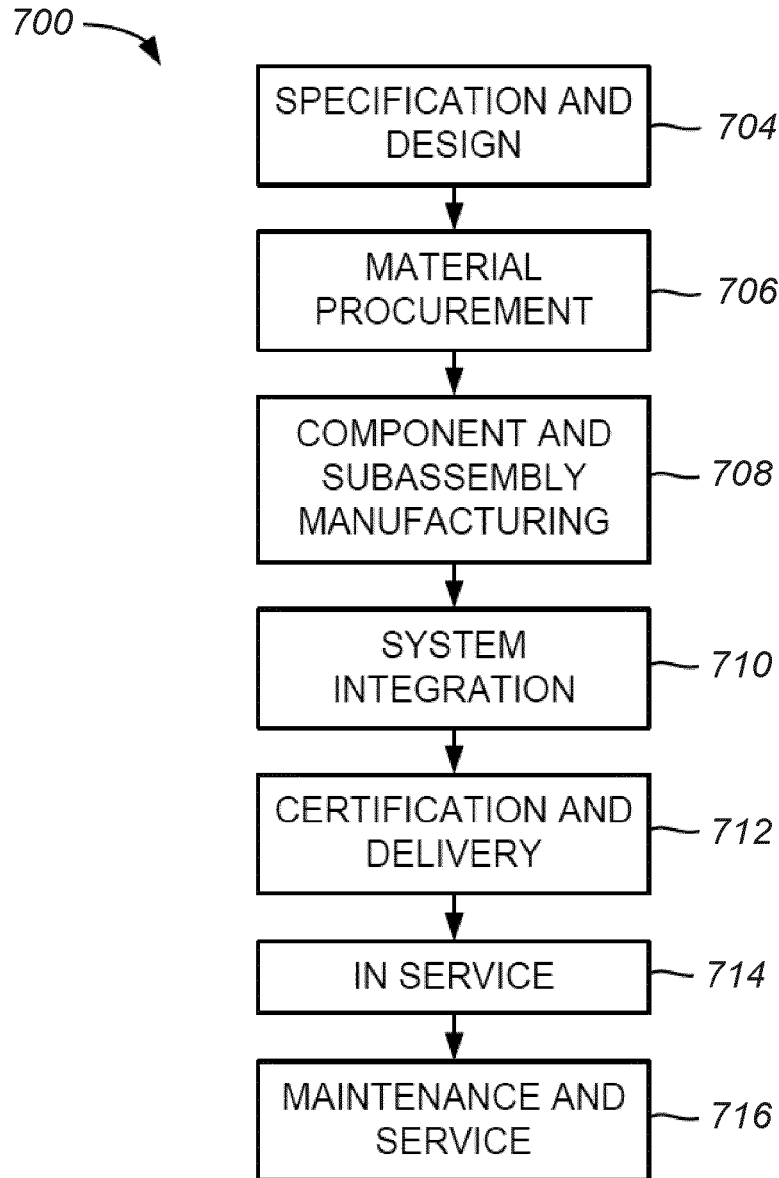 700
SPECIFICATION AND
DESIGN
704
MATERIAL
PROCUREMENT
706
COMPONENT AND
SUBASSEMBLY
MANUFACTURING
708
SYSTEM
INTEGRATION
710
CERTIFICATION AND
DELIVERY
712
IN SERVICE
714
MAINTENANCE AND
SERVICE
716